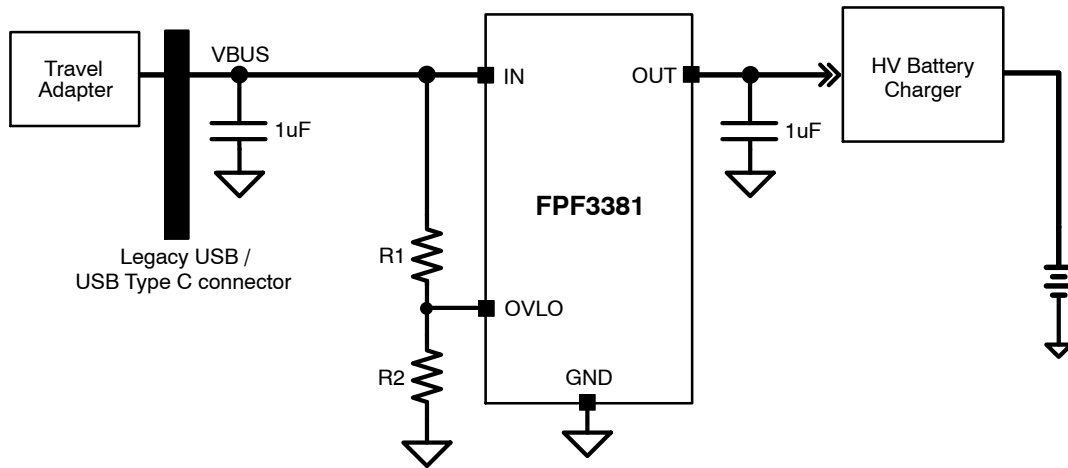 Travel
Adapter
VBUS
1uF
Legacy USB /
USB Type C connector
R1
R2
IN
OUT
FPF3381
OVLO
GND
1uF
HV Battery
Charger